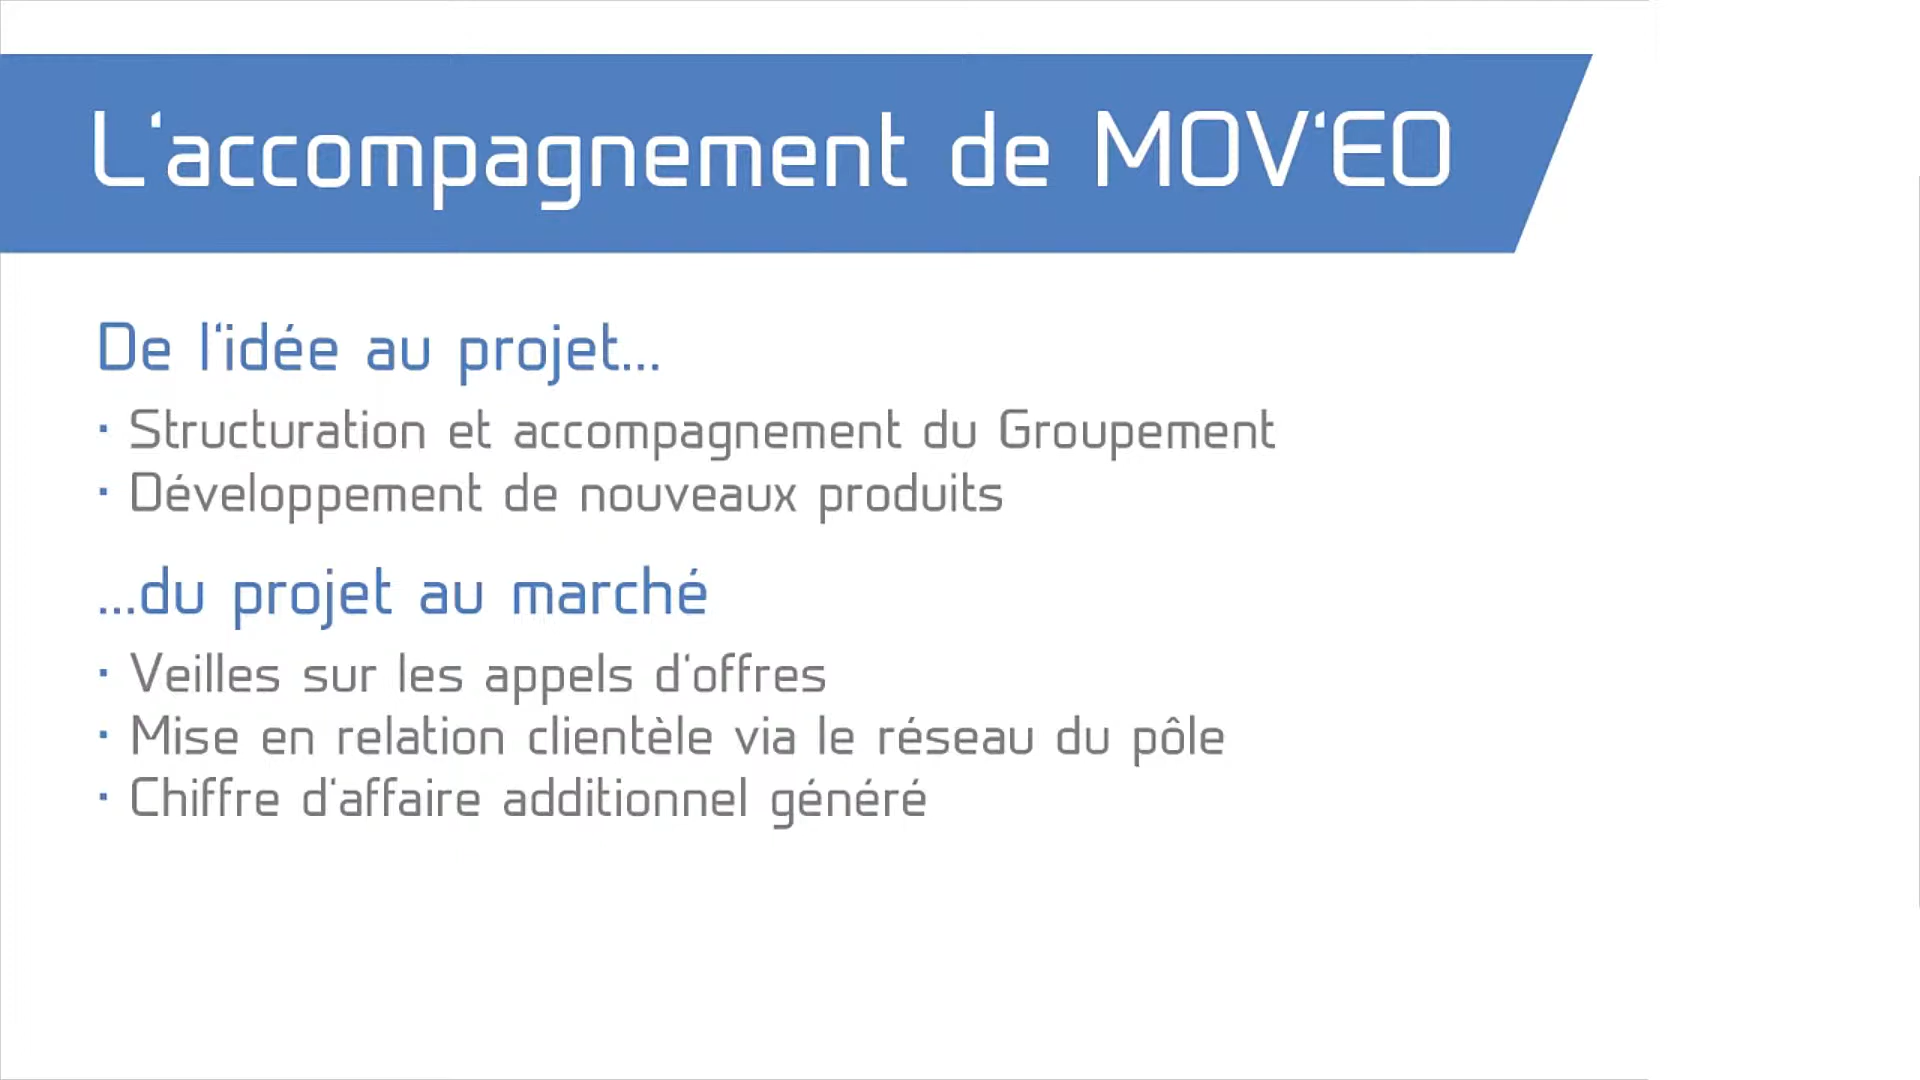 L'accompagnement de MOV'EO
De l'idée au projet...
· Structuration et accompagnement du Groupement
· Développement de nouveaux produits
...du projet au marché
· Veilles sur les appels d'offres
· Mise en relation clientèle via le réseau du pôle
· Chiffre d'affaire additionnel généré